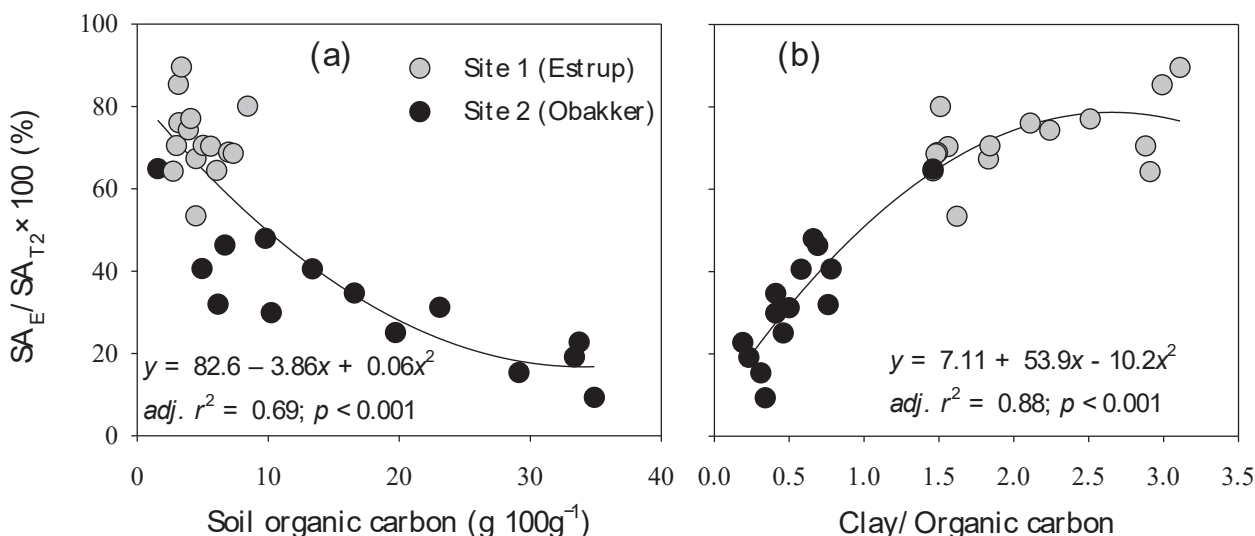 100
80
60
40
20
0
SA_E/ SA_T2 × 100 (%)
(a)
Site 1 (Estrup)
Site 2 (Obakker)
y = 82.6 – 3.86x + 0.06x²
adj. r² = 0.69; p < 0.001
0 10 20 30 40
Soil organic carbon (g 100g⁻¹)
(b)
y = 7.11 + 53.9x - 10.2x²
adj. r² = 0.88; p < 0.001
0.0 0.5 1.0 1.5 2.0 2.5 3.0 3.5
Clay/ Organic carbon